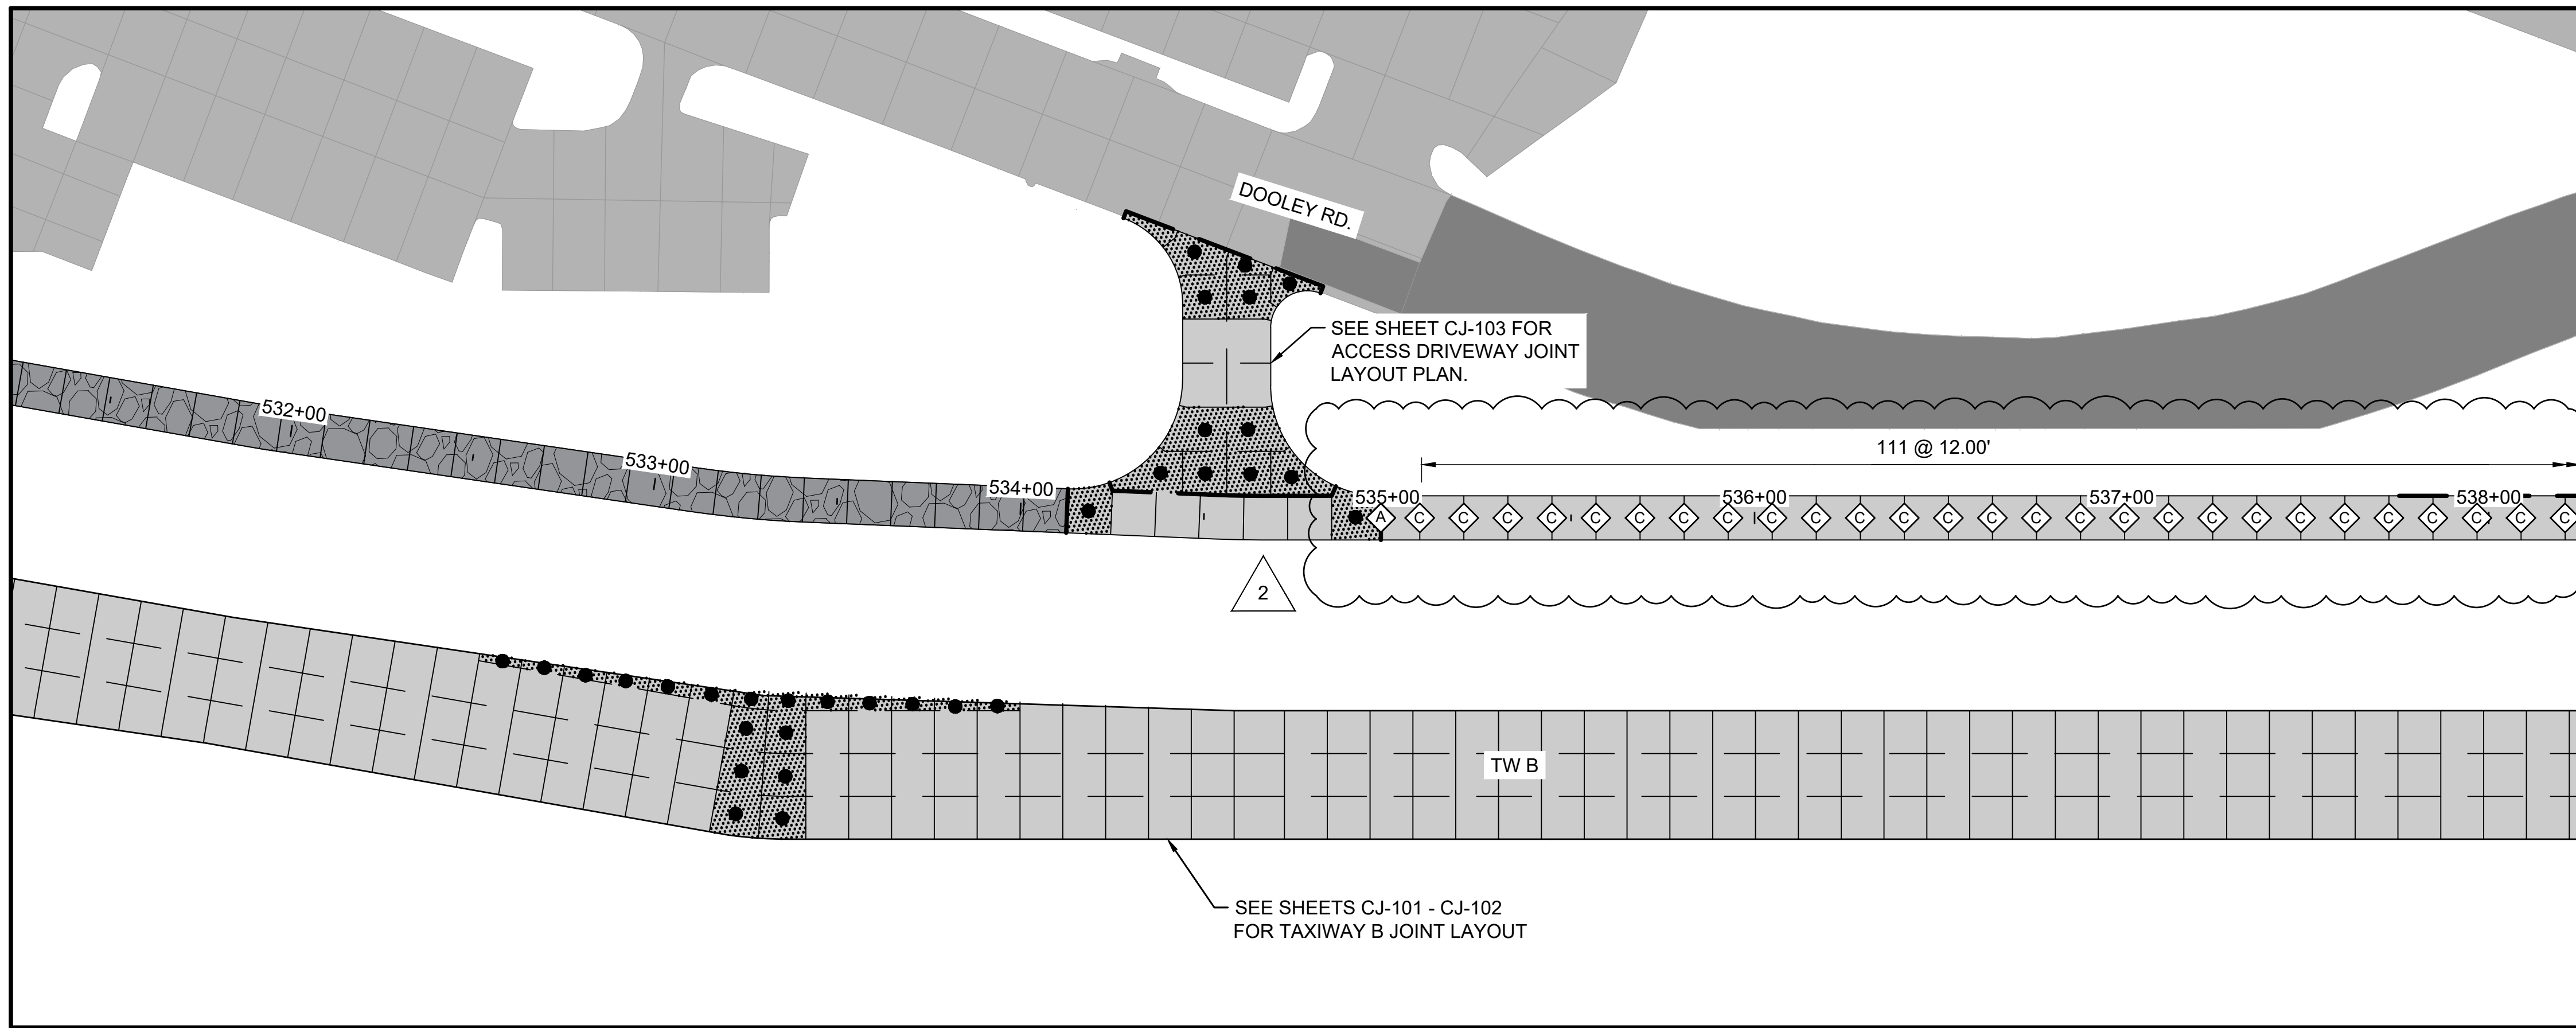 DOOLEY RD.
SEE SHEET CJ-103 FOR
ACCESS DRIVEWAY JOINT
LAYOUT PLAN.
111 @ 12.00'
532+00
533+00
534+00
535+00
536+00
537+00
538+00
A C C C C C C C C C C C C C C C C C C C C C C C C C C C
2
TW B
SEE SHEETS CJ-101 - CJ-102
FOR TAXIWAY B JOINT LAYOUT